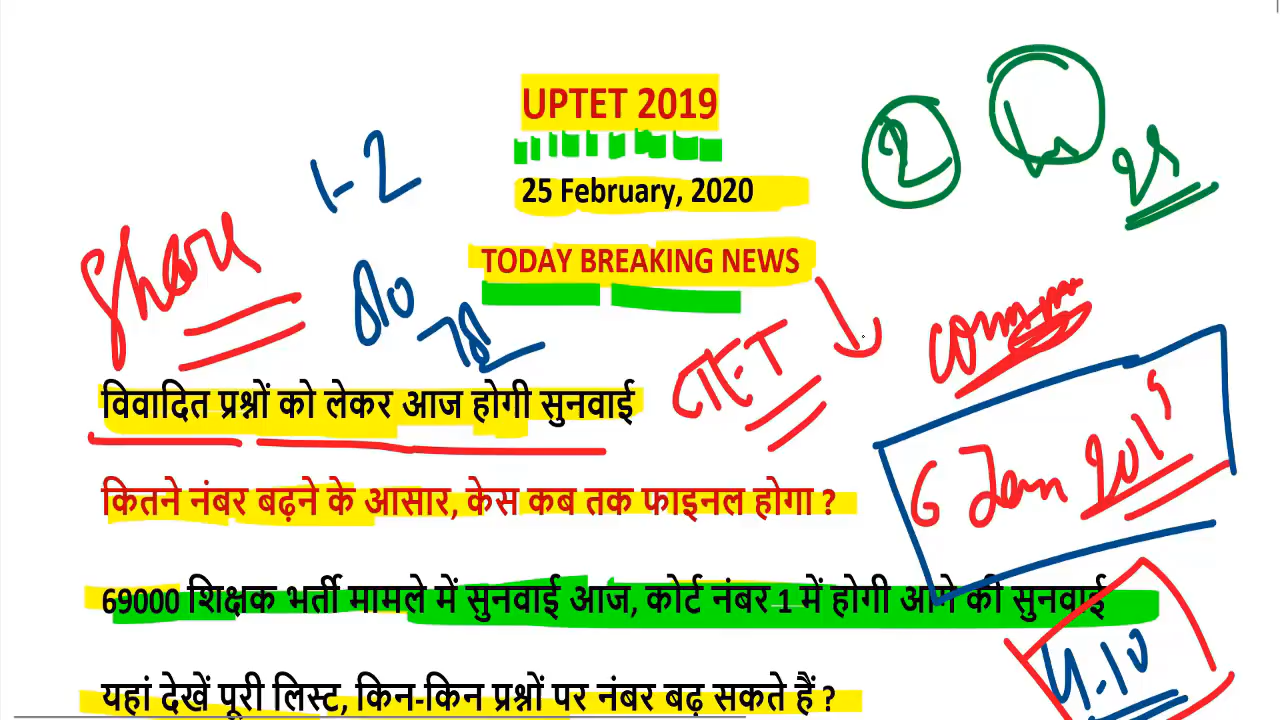 UPTET 2019
25 February, 2020
1-2
TODAY BREAKING NEWS
Share
विवादित प्रश्नों को लेकर आज होगी सुनवाई
कितने नंबर बढ़ने के आसार, केस कब तक फाइनल होगा ?
6 Jan 2019
69000 शिक्षक भर्ती मामले में सुनवाई आज, कोर्ट नंबर 1 में होगी आगे की सुनवाई
यहां देखें पूरी लिस्ट, किन-किन प्रश्नों पर नंबर बढ़ सकते हैं ?